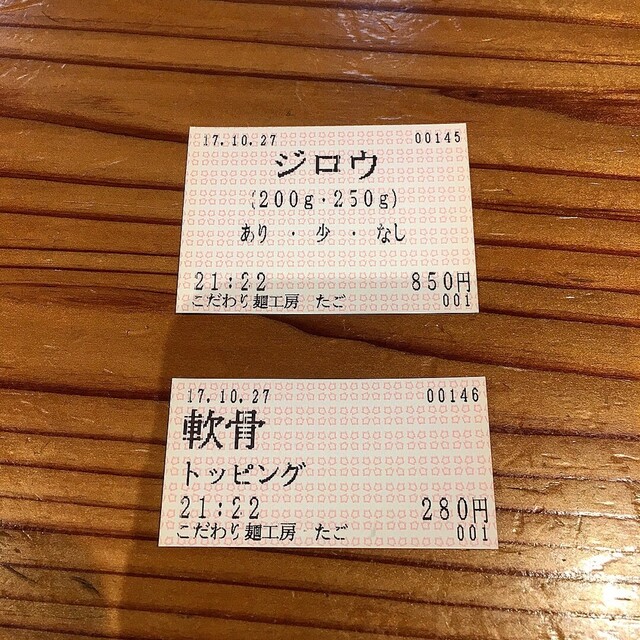 17.10.27 00145
ジロウ
(200g・250g)
あり ・ 少 ・ なし
21:22 850円
こだわり麺工房 たご 001
17.10.27 00146
軟骨
トッピング
21:22 280円
こだわり麺工房 たご 001